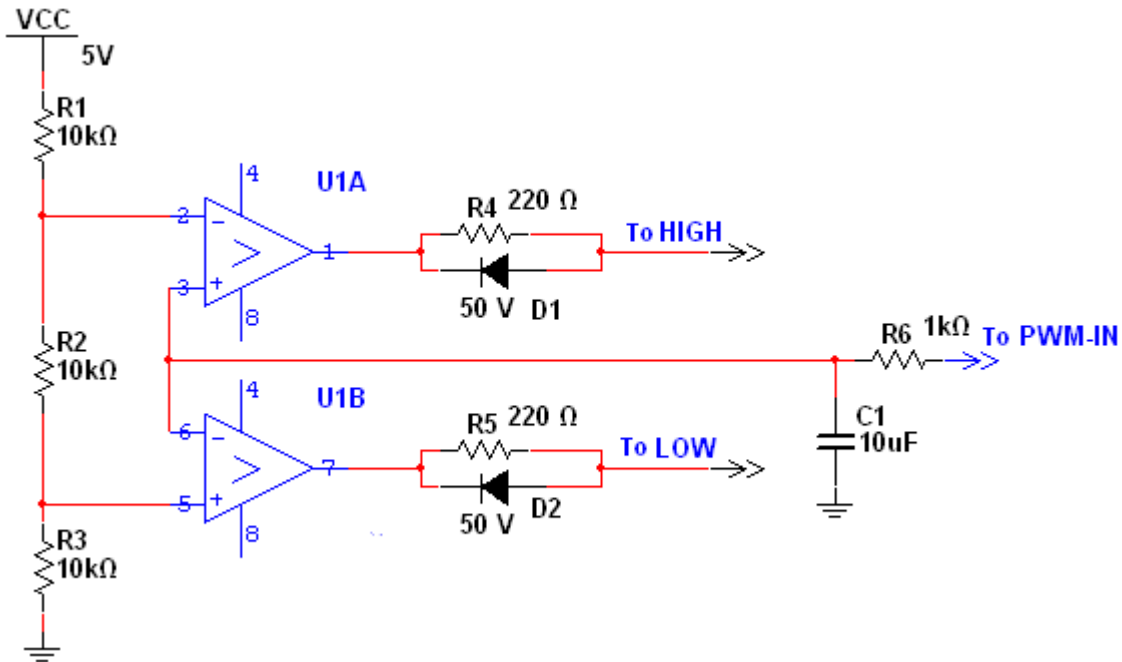 VCC
5V
R1
10kΩ
4
U1A
2
1
3
8
R4 220 Ω
50 V D1
To HIGH
R2
10kΩ
R6 1kΩ
To PWM-IN
4
U1B
6
7
5
8
R5 220 Ω
50 V D2
To LOW
C1
10uF
R3
10kΩ